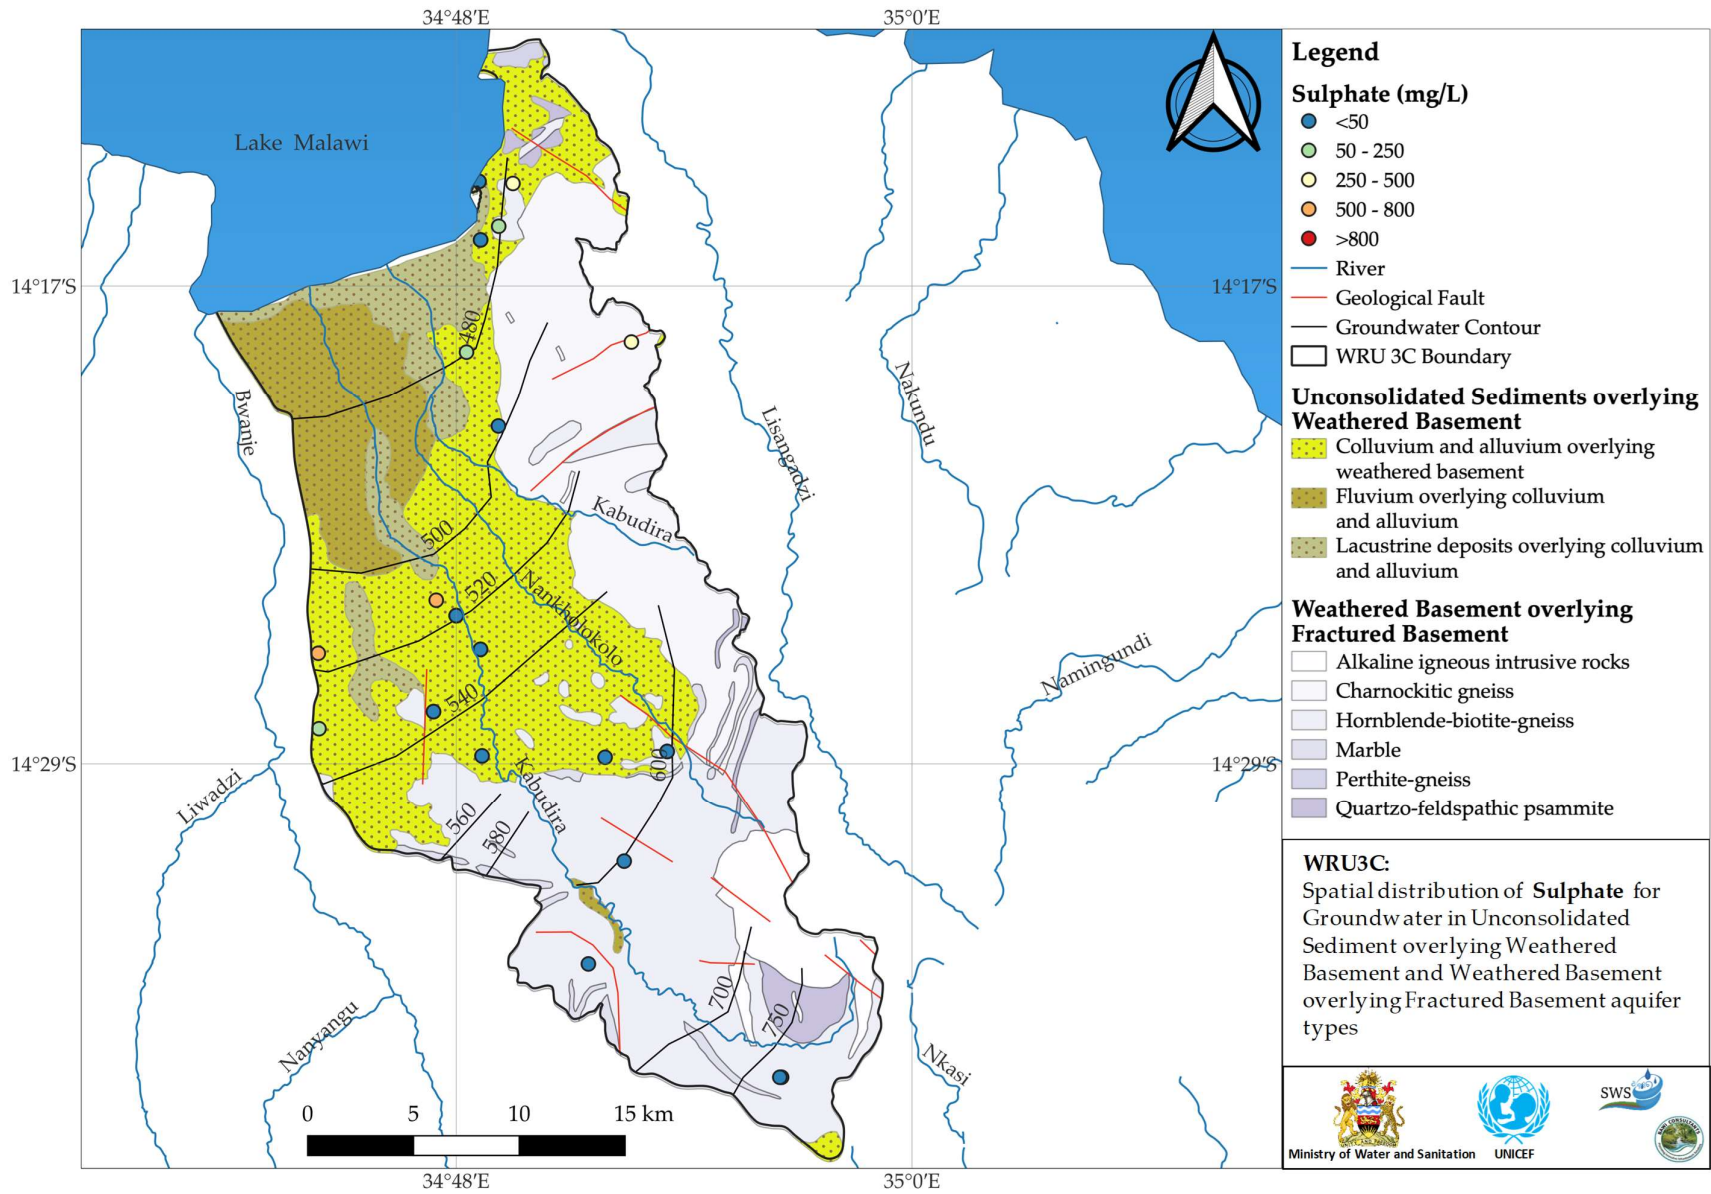 34°48′E
35°0′E
Lake Malawi
14°17′S
14°17′S
480
Bwanje
Nakundu
Lisangadzi
Kabudira
500
520
Nankholokolo
Namingundi
540
600
14°29′S
14°29′S
Liwadzi
Kabudira
560
580
700
750
Nanyangu
Nkasi
0 5 10 15 km
34°48′E
35°0′E
Legend
Sulphate (mg/L)
<50
50 - 250
250 - 500
500 - 800
>800
River
Geological Fault
Groundwater Contour
WRU 3C Boundary
Unconsolidated Sediments overlying
Weathered Basement
Colluvium and alluvium overlying
weathered basement
Fluvium overlying colluvium
and alluvium
Lacustrine deposits overlying colluvium
and alluvium
Weathered Basement overlying
Fractured Basement
Alkaline igneous intrusive rocks
Charnockitic gneiss
Hornblende-biotite-gneiss
Marble
Perthite-gneiss
Quartzo-feldspathic psammite
WRU3C:
Spatial distribution of Sulphate for
Groundwater in Unconsolidated
Sediment overlying Weathered
Basement and Weathered Basement
overlying Fractured Basement aquifer
types
SWS
Ministry of Water and Sanitation
UNICEF